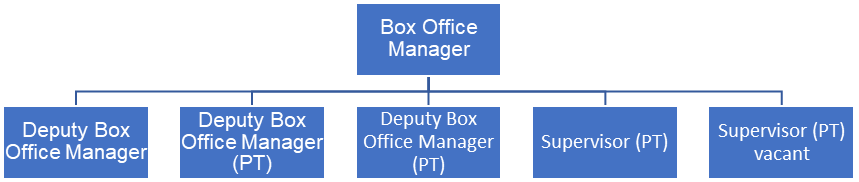 Box Office
Manager
Deputy Box
Office Manager
Deputy Box
Office Manager
(PT)
Deputy Box
Office Manager
(PT)
Supervisor (PT)
Supervisor (PT)
vacant